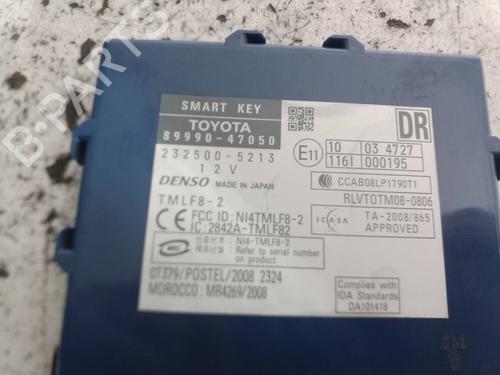 B-PARTS
SMART KEY
TOYOTA
89990-47050
232500-5213
12V
DENSO MADE IN JAPAN
TMLF8-2
FCC ID: NI4TMLF8-2
IC: 2842A-TMLF82
: NI4-TMLF8-2
: Refer to serial number on product
07379/POSTEL/2008 2324
MOROCCO: MR4269/2008
DR
E11
10 03 4727
116I 000195
CCAB08LP1790T1
RLVTOTM08-0806
ICASA
TA-2008/865
APPROVED
Complies with
IDA Standards
DA101419